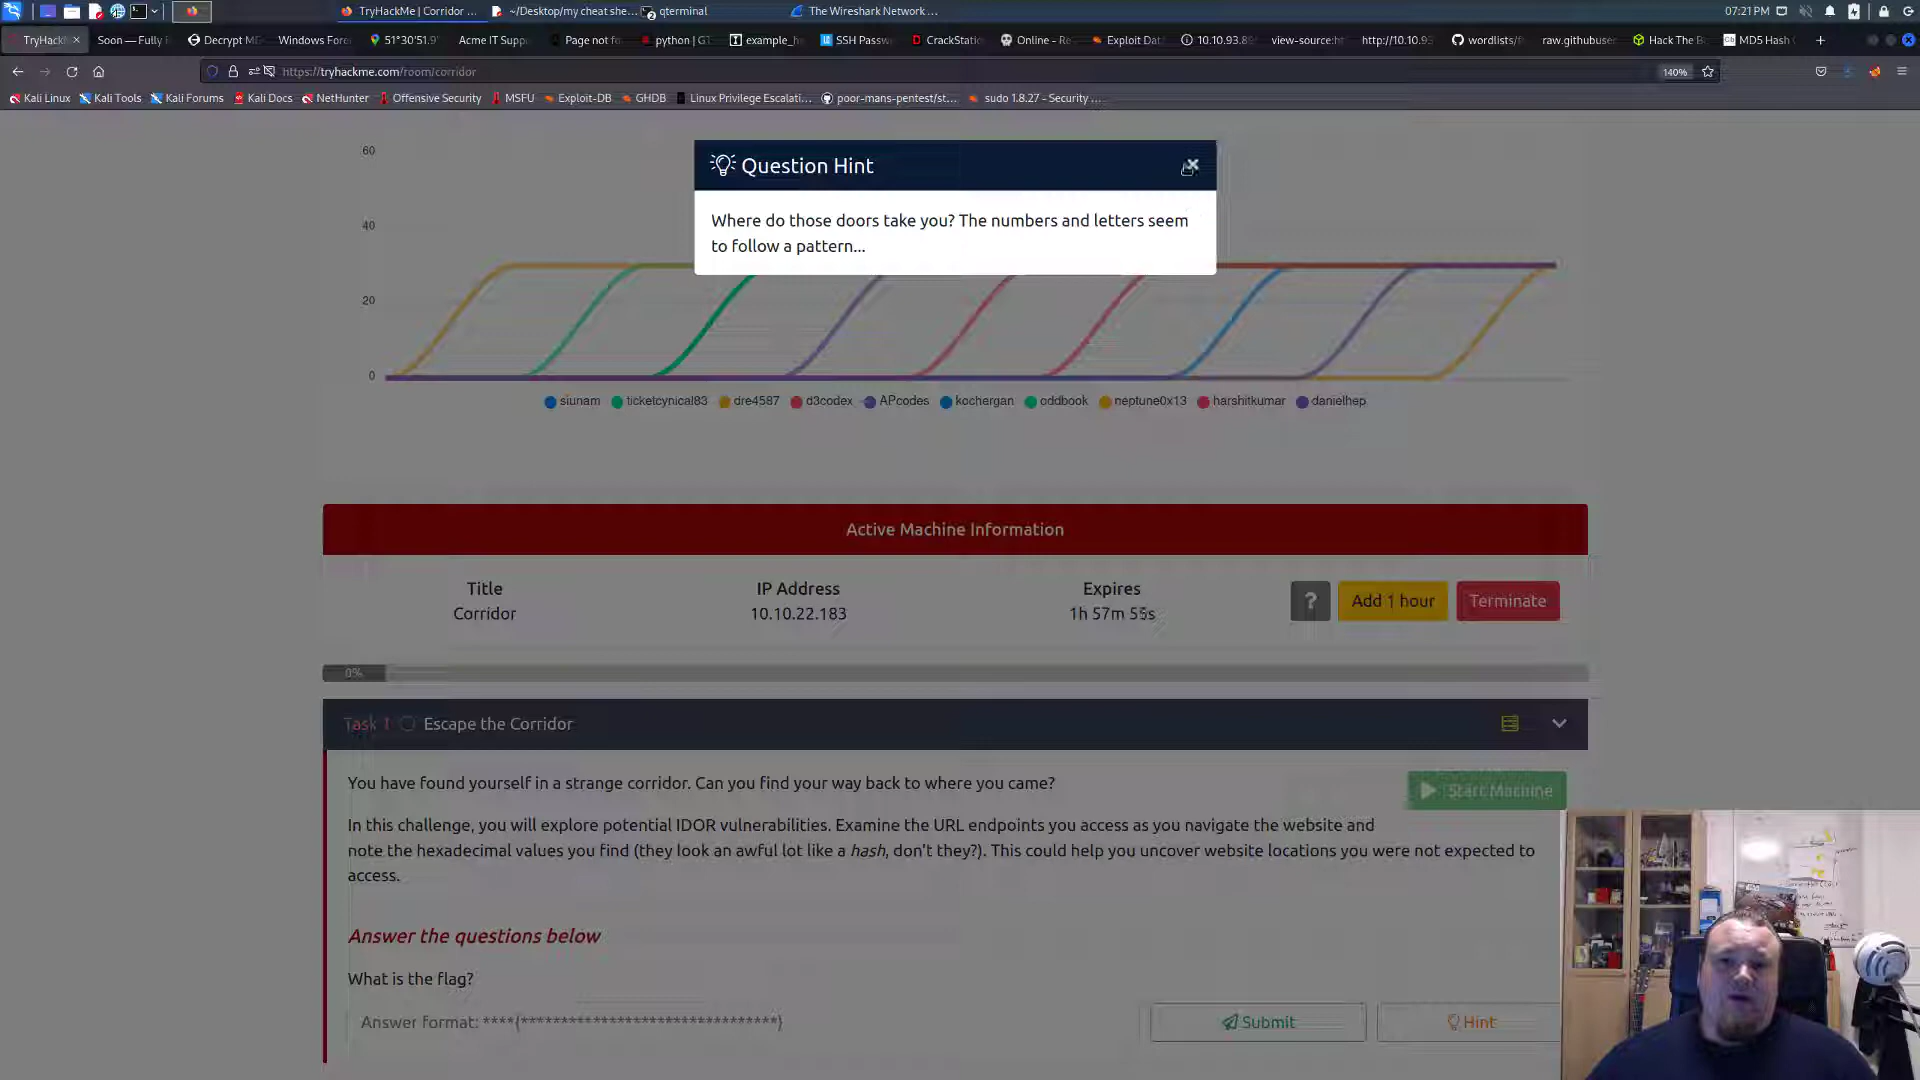 TryHackMe | Corridor ...
~/Desktop/my cheat she...
qterminal
The Wireshark Network ...
07:21 PM
TryHack
Soon — Fully
Decrypt MD
Windows Fore
51°30'51.9"
Acme IT Supp
Page not fo
python | GT
example_h
SSH Passw
CrackStatio
Online - Re
Exploit Dat
10.10.93.8
view-source:h
http://10.10.9
wordlists/
raw.githubuse
Hack The B
MD5 Hash
https://tryhackme.com/room/corridor
140%
Kali Linux
Kali Tools
Kali Forums
Kali Docs
NetHunter
Offensive Security
MSFU
Exploit-DB
GHDB
Linux Privilege Escalati...
poor-mans-pentest/st...
sudo 1.8.27 - Security ...
Question Hint
Where do those doors take you? The numbers and letters seem
to follow a pattern...
60
40
20
0
siunam
ticketcynical83
dre4587
d3codex
APcodes
kochergan
oddbook
neptune0x13
harshitkumar
danielhep
Active Machine Information
Title
IP Address
Expires
Corridor
10.10.22.183
1h 57m 55s
?
Add 1 hour
Terminate
0%
Task 1
Escape the Corridor
You have found yourself in a strange corridor. Can you find your way back to where you came?
Start Machine
In this challenge, you will explore potential IDOR vulnerabilities. Examine the URL endpoints you access as you navigate the website and
note the hexadecimal values you find (they look an awful lot like a hash, don't they?). This could help you uncover website locations you were not expected to
access.
Answer the questions below
What is the flag?
Answer format: ****{********************************}
Submit
Hint